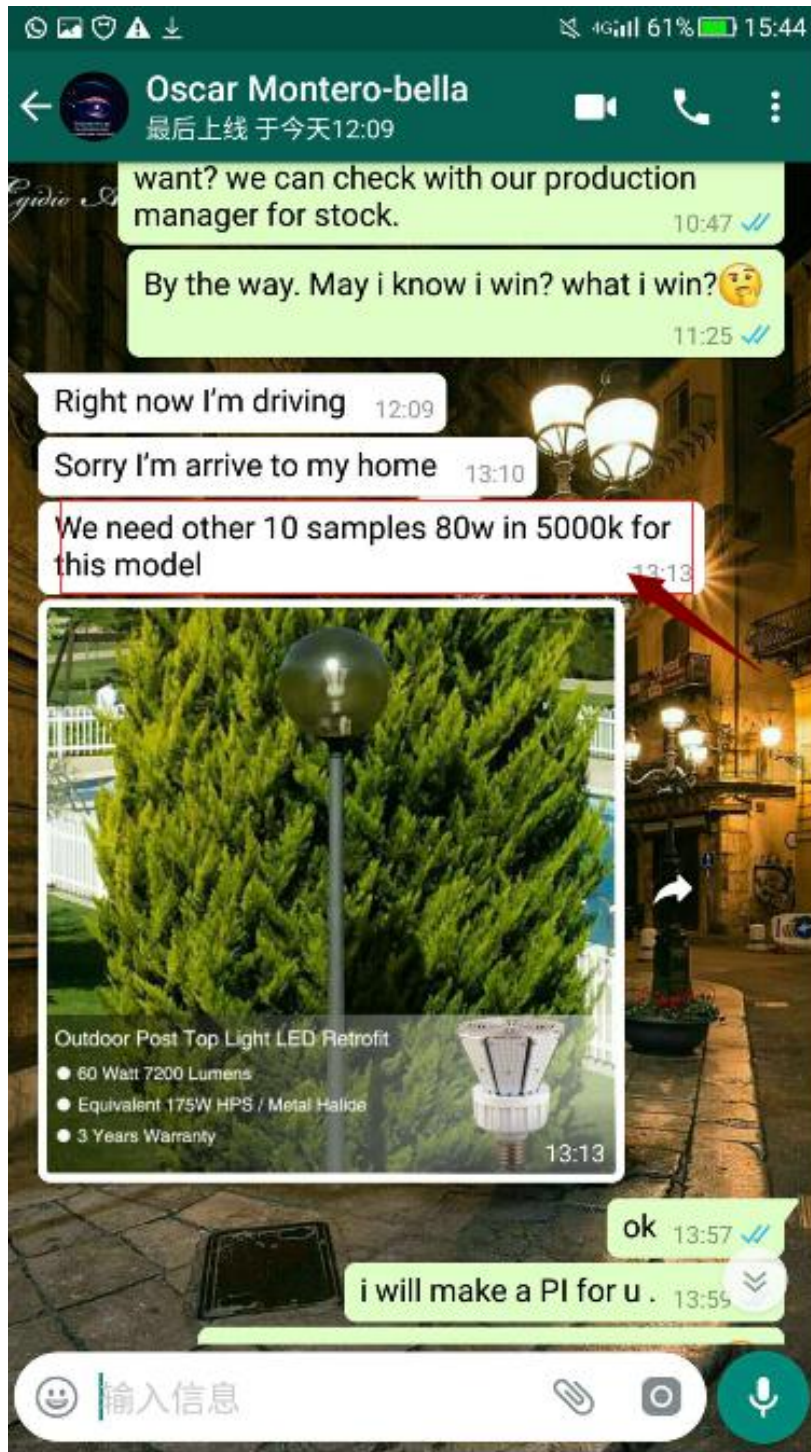 4G 61% 15:44
Oscar Montero-bella
最后上线 于今天12:09
want? we can check with our production
manager for stock.
10:47
By the way. May i know i win? what i win?🤔
11:25
Right now I'm driving 12:09
Sorry I'm arrive to my home 13:10
We need other 10 samples 80w in 5000k for
this model
13:13
Outdoor Post Top Light LED Retrofit
● 60 Watt 7200 Lumens
● Equivalent 175W HPS / Metal Halide
● 3 Years Warranty
13:13
ok 13:57
i will make a PI for u . 13:59
输入信息